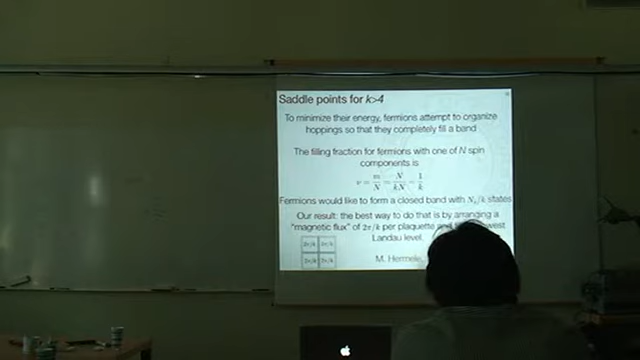 Saddle points for k>4
To minimize their energy, fermions attempt to organize
hoppings so that they completely fill a band
The filling fraction for fermions with one of N spin
components is
ν = m/N = N/kN = 1/k
Fermions would like to form a closed band with Nₛ/k states
Our result: the best way to do that is by arranging a
"magnetic flux" of 2π/k per plaquette and
Landau level.
2π/k 2π/k
2π/k 2π/k
M. Hermele,